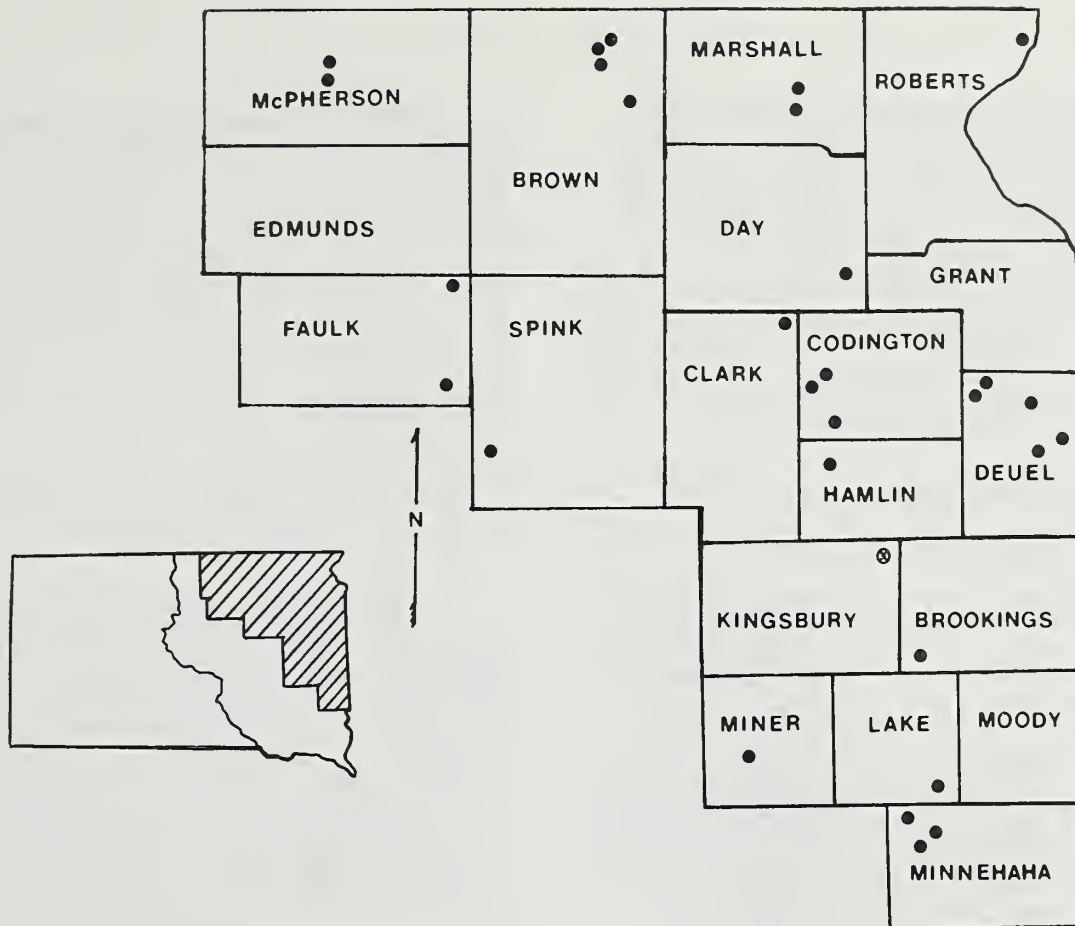 MARSHALL
ROBERTS
McPHERSON
BROWN
EDMUNDS
DAY
GRANT
FAULK
SPINK
CODINGTON
CLARK
DEUEL
HAMLIN
N
KINGSBURY
BROOKINGS
MINER
LAKE
MOODY
MINNEHAHA